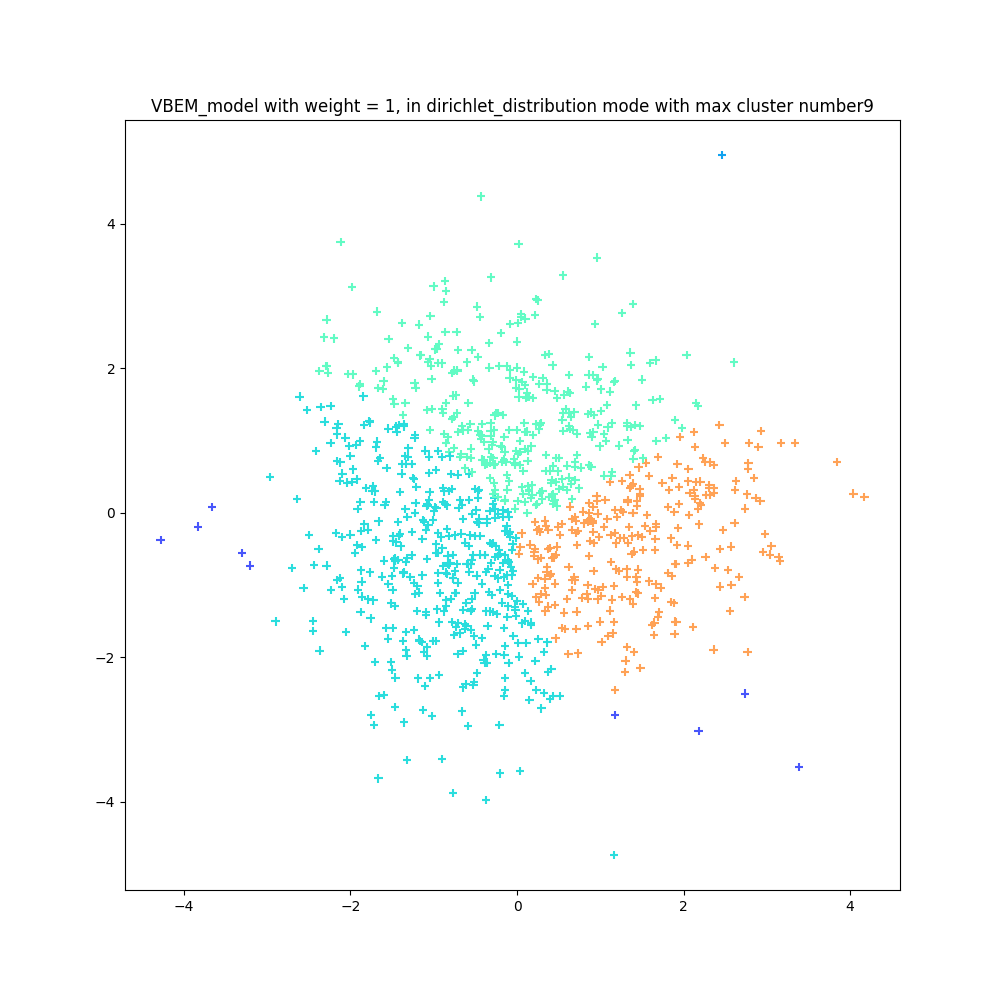 VBEM_model with weight = 1, in dirichlet_distribution mode with max cluster number9
4
2
0
−2
−4
−4 −2 0 2 4